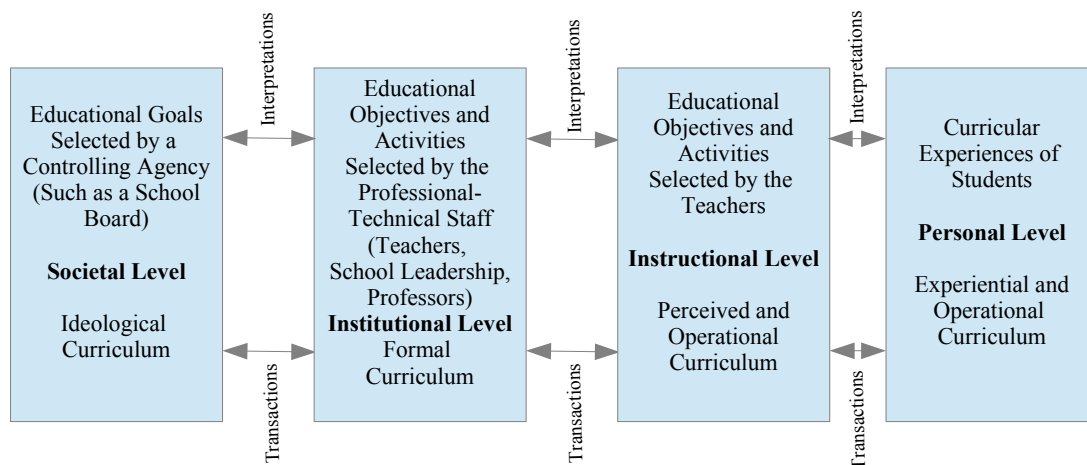 Educational Goals
Selected by a
Controlling Agency
(Such as a School
Board)
Societal Level
Ideological
Curriculum
Interpretations
Transactions
Educational
Objectives and
Activities
Selected by the
Professional-
Technical Staff
(Teachers,
School Leadership,
Professors)
Institutional Level
Formal
Curriculum
Interpretations
Transactions
Educational
Objectives and
Activities
Selected by the
Teachers
Instructional Level
Perceived and
Operational
Curriculum
Interpretations
Transactions
Curricular
Experiences of
Students
Personal Level
Experiential and
Operational
Curriculum